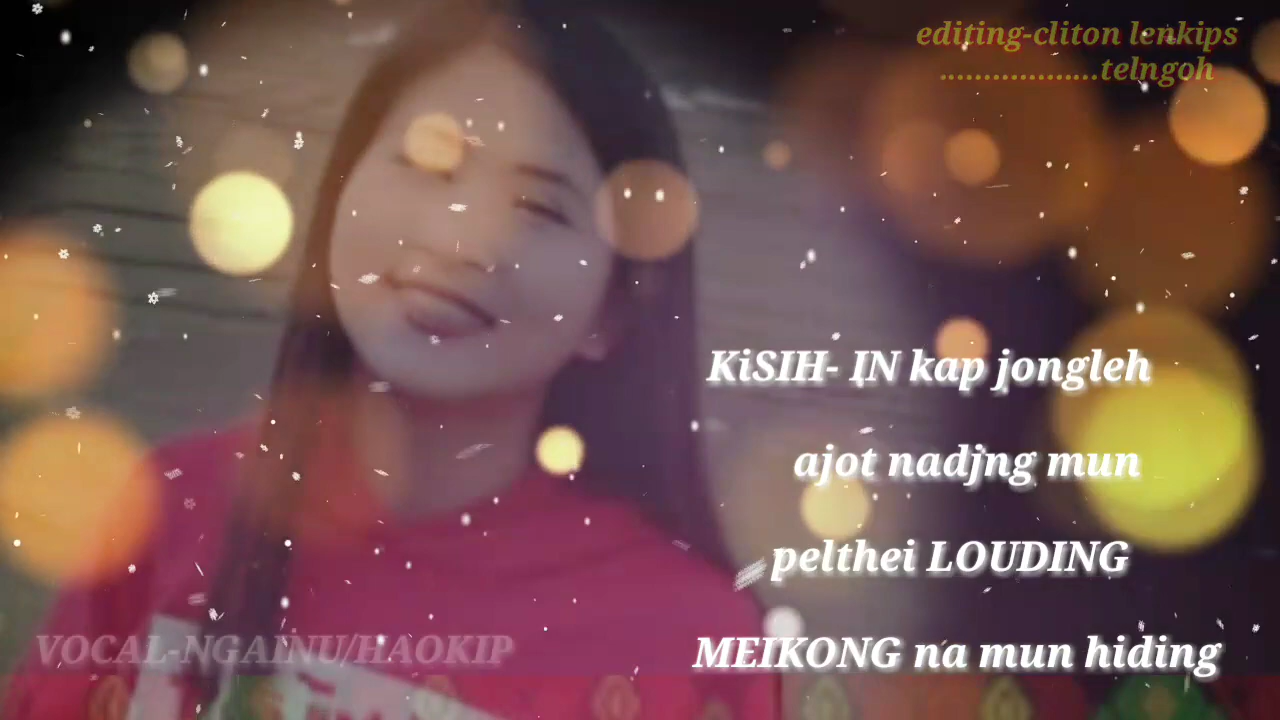 editing-cliton lenkips
..................telngoh
KiSIH- IN kap jongleh
ajot nadjng mun
pelthei LOUDING
MEIKONG na mun hiding
VOCAL-NGAINU/HAOKIP